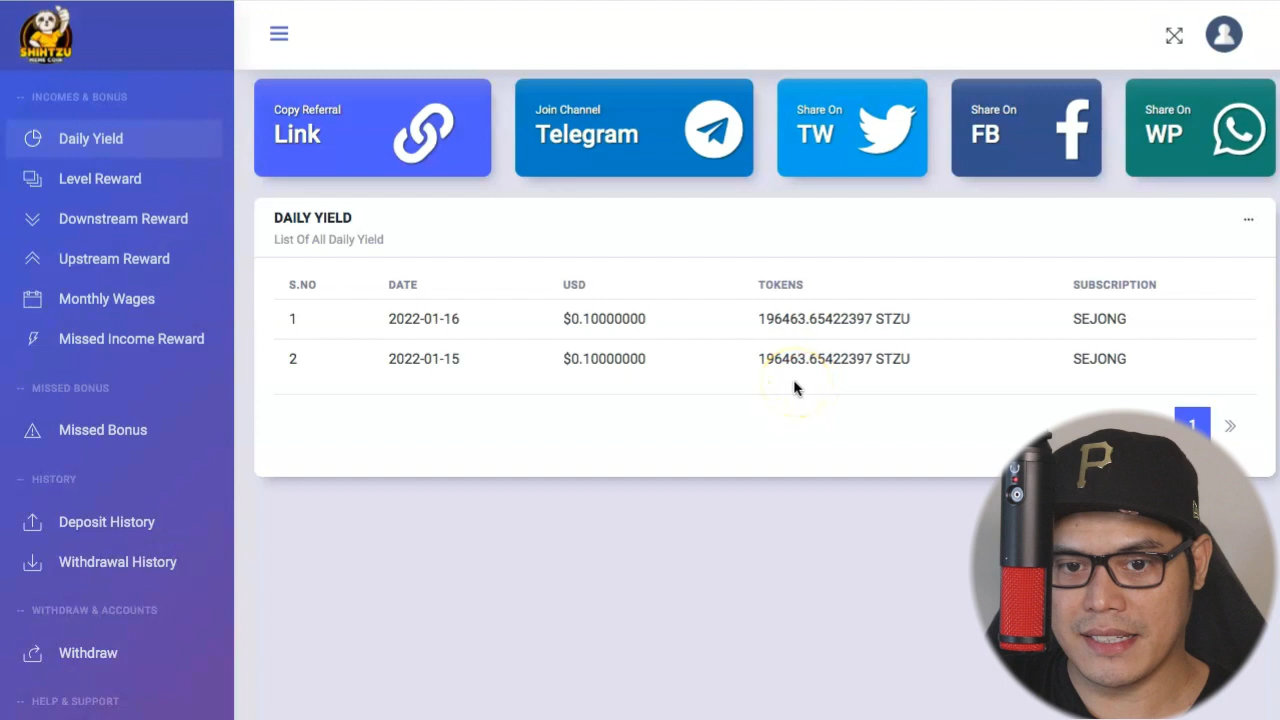 SHIHTZU
MEME COIN
-- INCOMES & BONUS
Daily Yield
Level Reward
Downstream Reward
Upstream Reward
Monthly Wages
Missed Income Reward
-- MISSED BONUS
Missed Bonus
-- HISTORY
Deposit History
Withdrawal History
-- WITHDRAW & ACCOUNTS
Withdraw
-- HELP & SUPPORT
Copy Referral
Link
Join Channel
Telegram
Share On
TW
Share On
FB
Share On
WP
DAILY YIELD
List Of All Daily Yield
S.NO DATE USD TOKENS SUBSCRIPTION
1 2022-01-16 $0.10000000 196463.65422397 STZU SEJONG
2 2022-01-15 $0.10000000 196463.65422397 STZU SEJONG
1 »
P